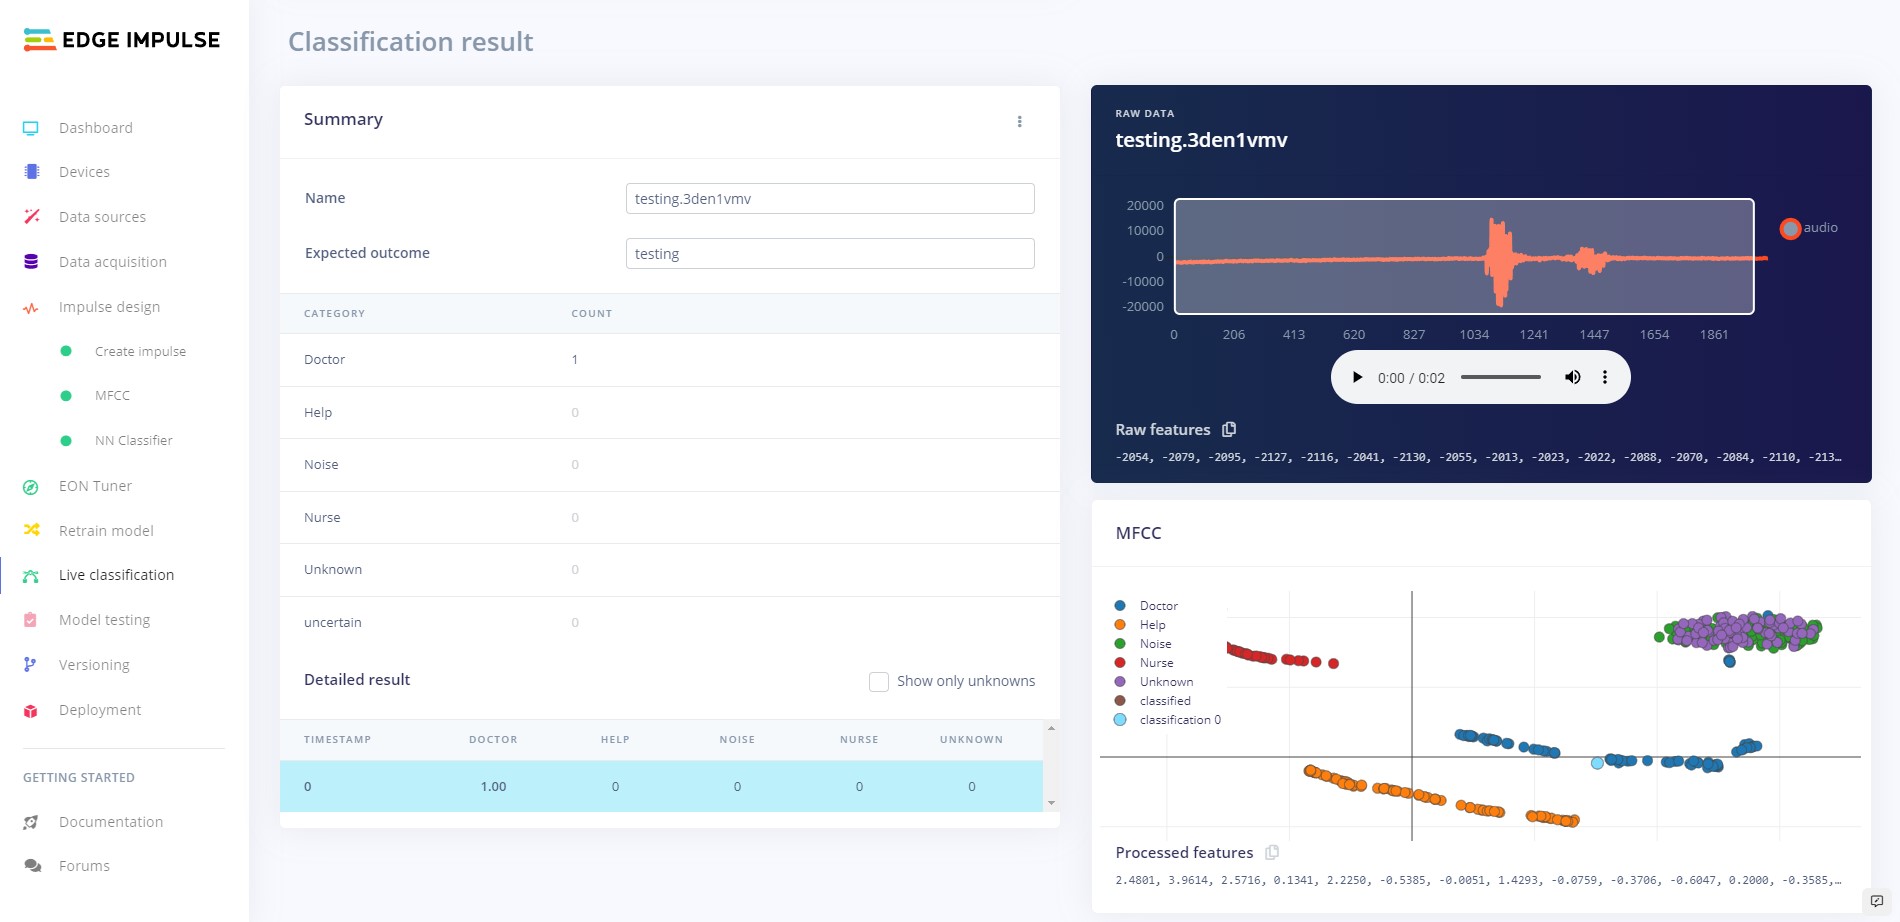 EDGE IMPULSE
Dashboard
Devices
Data sources
Data acquisition
Impulse design
Create impulse
MFCC
NN Classifier
EON Tuner
Retrain model
Live classification
Model testing
Versioning
Deployment
GETTING STARTED
Documentation
Forums
Classification result
Summary
Name testing.3den1vmv
Expected outcome testing
CATEGORY COUNT
Doctor 1
Help 0
Noise 0
Nurse 0
Unknown 0
uncertain 0
Detailed result Show only unknowns
TIMESTAMP DOCTOR HELP NOISE NURSE UNKNOWN
0 1.00 0 0 0 0
RAW DATA
testing.3den1vmv
20000
10000
0
-10000
-20000
0 206 413 620 827 1034 1241 1447 1654 1861
audio
0:00 / 0:02
Raw features
-2054, -2079, -2095, -2127, -2116, -2041, -2130, -2055, -2013, -2023, -2022, -2088, -2070, -2084, -2110, -213…
MFCC
Doctor
Help
Noise
Nurse
Unknown
classified
classification 0
Processed features
2.4801, 3.9614, 2.5716, 0.1341, 2.2250, -0.5385, -0.0051, 1.4293, -0.0759, -0.3706, -0.6047, 0.2000, -0.3585,…